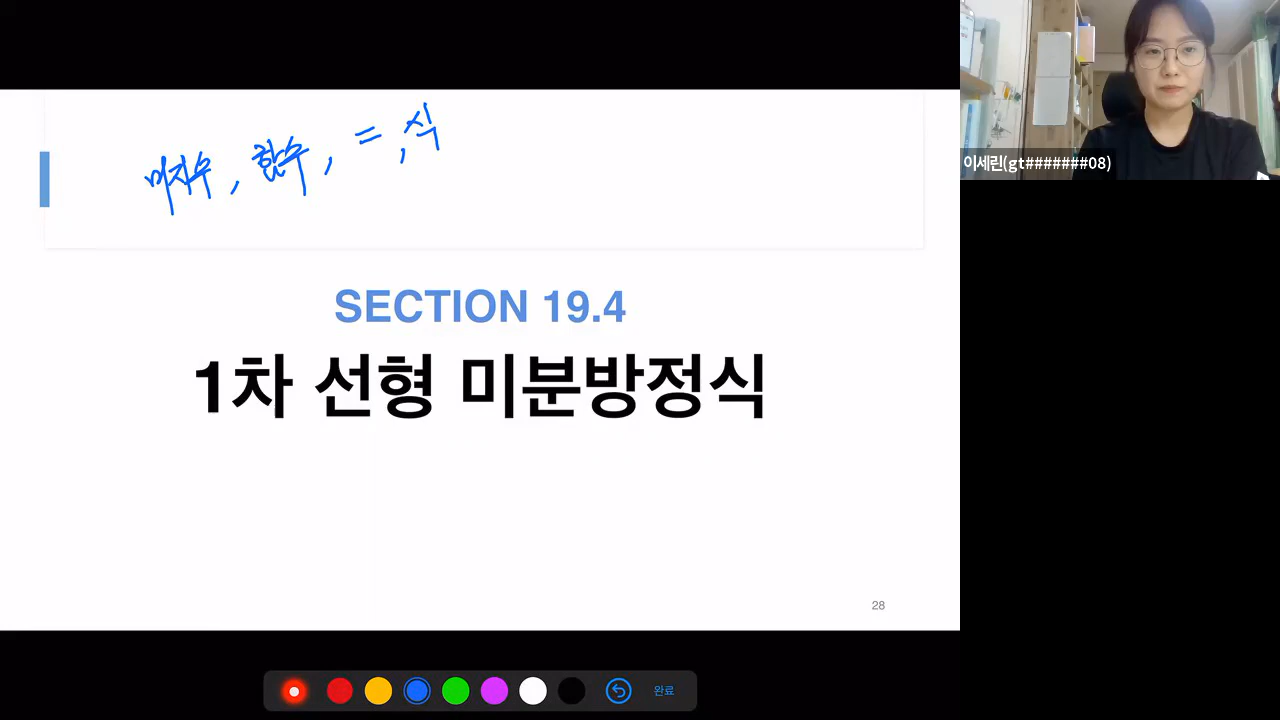 미지수, 함수, =, 식
이세린(gt#######08)
SECTION 19.4
1차 선형 미분방정식
28
완료